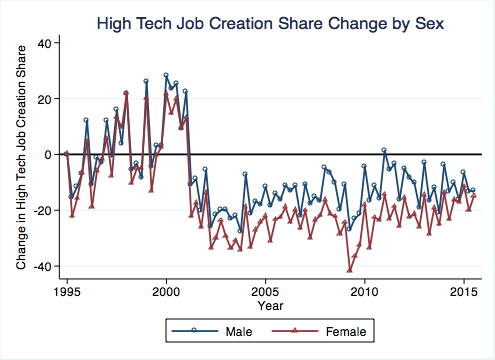 High Tech Job Creation Share Change by Sex
Change in High Tech Job Creation Share
40
20
0
-20
-40
1995
2000
2005
2010
2015
Year
Male
Female